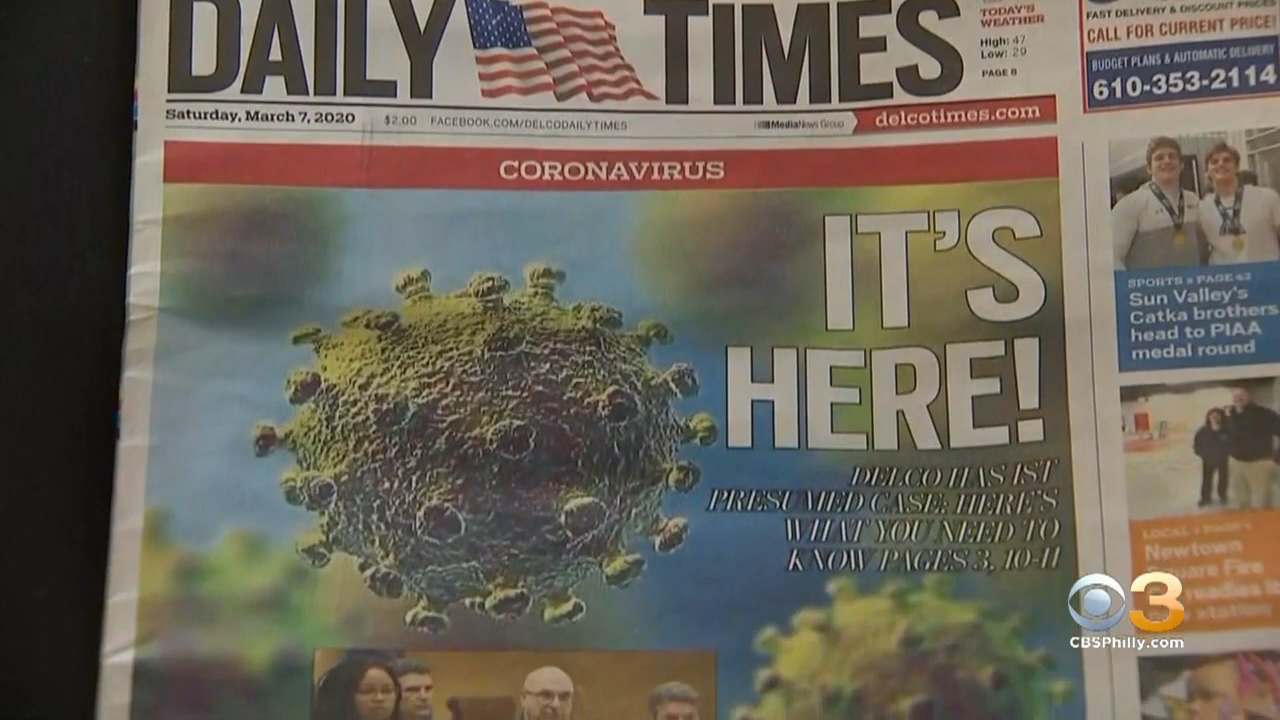 DAILY TIMES
TODAY'S
WEATHER
High: 47
Low: 29
PAGE 8
FAST DELIVERY & DISCOUNT PRICES
CALL FOR CURRENT PRICE!
BUDGET PLANS & AUTOMATIC DELIVERY
610-353-2114
Saturday, March 7, 2020
$2.00
FACEBOOK.COM/DELCODAILYTIMES
MediaNews Group
delcotimes.com
CORONAVIRUS
IT'S
HERE!
DELCO HAS 1ST
PRESUMED CASE: HERE'S
WHAT YOU NEED TO
KNOW PAGES 3, 10-11
SPORTS » PAGE 42
Sun Valley's
Catka brothers
head to PIAA
medal round
LOCAL
Newtown
Fire
station
3
CBSPhilly.com